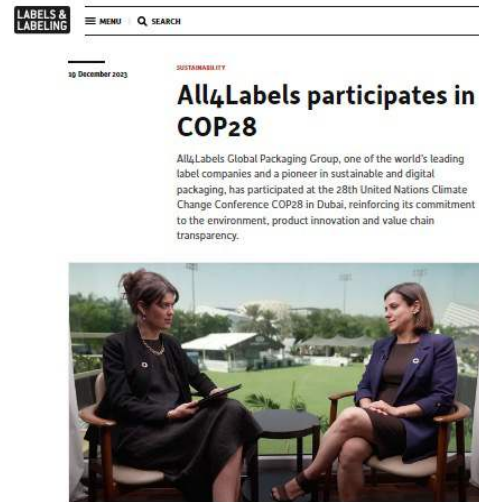 LABELS &
LABELING
MENU
SEARCH
19 December 2023
SUSTAINABILITY
All4Labels participates in
COP28
All4Labels Global Packaging Group, one of the world's leading
label companies and a pioneer in sustainable and digital
packaging, has participated at the 28th United Nations Climate
Change Conference COP28 in Dubai, reinforcing its commitment
to the environment, product innovation and value chain
transparency.